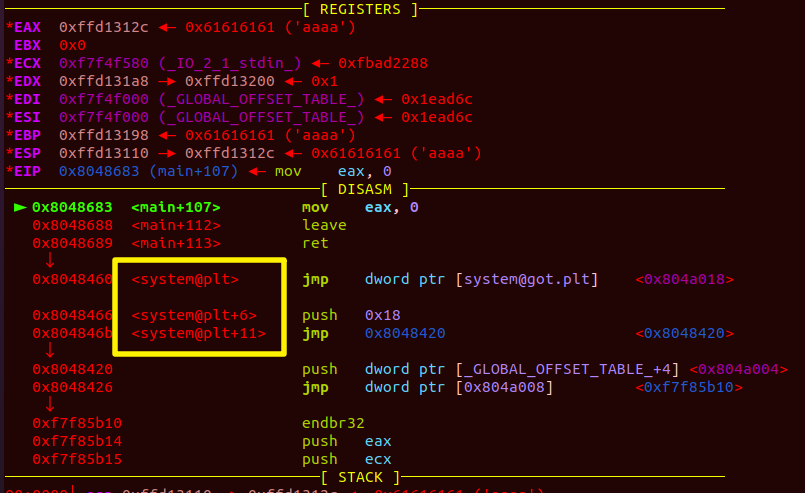 [ REGISTERS ]
*EAX 0xffd1312c ◂— 0x61616161 ('aaaa')
EBX 0x0
*ECX 0xf7f4f580 (_IO_2_1_stdin_) ◂— 0xfbad2288
*EDX 0xffd131a8 —▸ 0xffd13200 ◂— 0x1
*EDI 0xf7f4f000 (_GLOBAL_OFFSET_TABLE_) ◂— 0x1ead6c
*ESI 0xf7f4f000 (_GLOBAL_OFFSET_TABLE_) ◂— 0x1ead6c
*EBP 0xffd13198 ◂— 0x61616161 ('aaaa')
*ESP 0xffd13110 —▸ 0xffd1312c ◂— 0x61616161 ('aaaa')
*EIP 0x8048683 (main+107) ◂— mov eax, 0
[ DISASM ]
► 0x8048683 <main+107> mov eax, 0
0x8048688 <main+112> leave
0x8048689 <main+113> ret
↓
0x8048460 <system@plt> jmp dword ptr [system@got.plt] <0x804a018>
0x8048466 <system@plt+6> push 0x18
0x804846b <system@plt+11> jmp 0x8048420 <0x8048420>
↓
0x8048420 push dword ptr [_GLOBAL_OFFSET_TABLE_+4] <0x804a004>
0x8048426 jmp dword ptr [0x804a008] <0xf7f85b10>
↓
0xf7f85b10 endbr32
0xf7f85b14 push eax
0xf7f85b15 push ecx
[ STACK ]